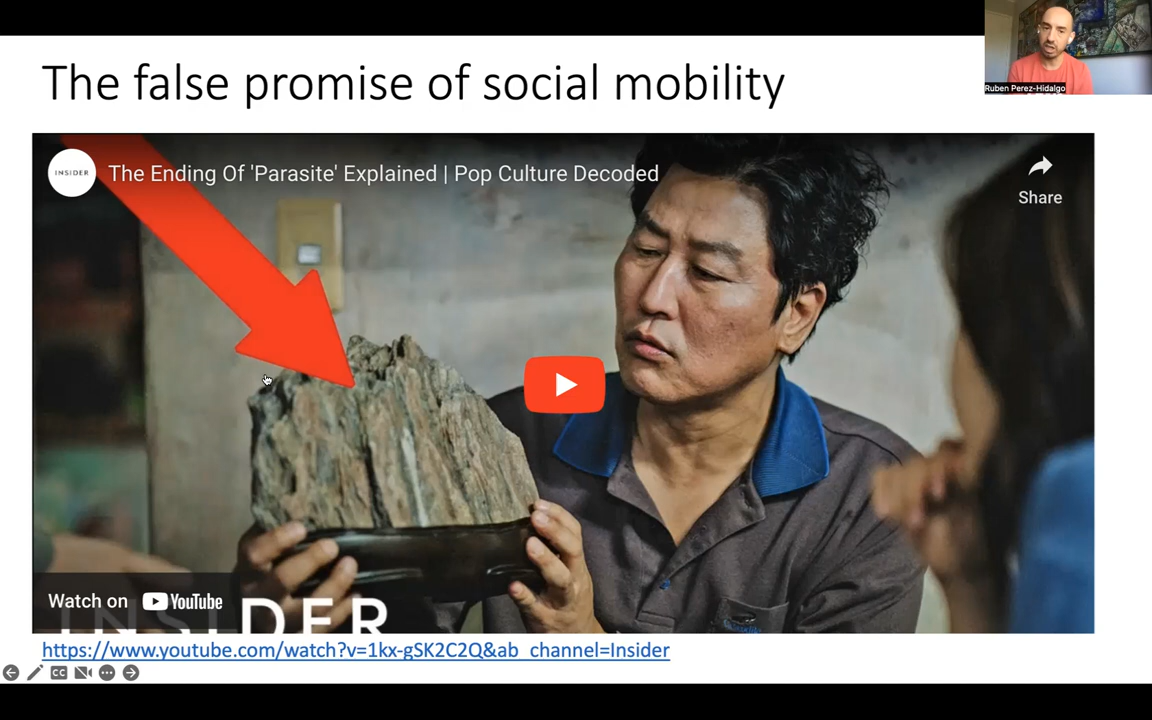 The false promise of social mobility
Ruben Perez-Hidalgo
INSIDER
The Ending Of 'Parasite' Explained | Pop Culture Decoded
Share
Watch on YouTube
INSIDER
https://www.youtube.com/watch?v=1kx-gSK2C2Q&ab_channel=Insider
CC